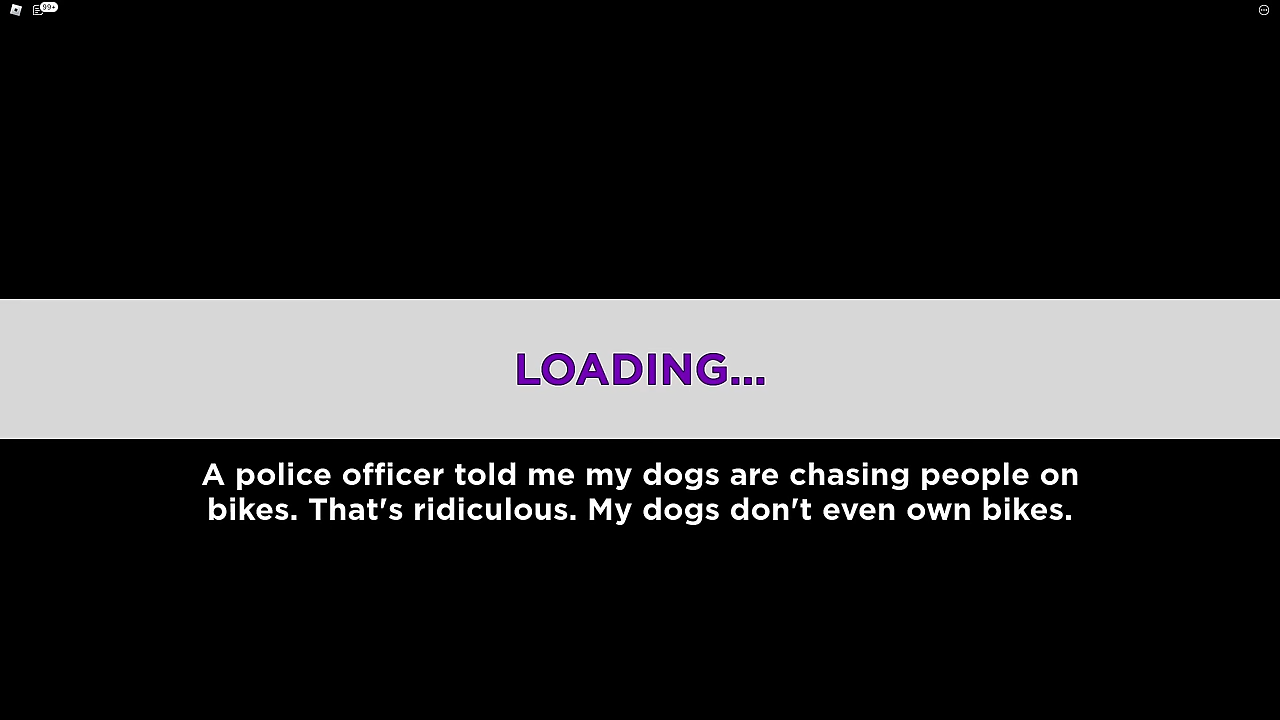 99+
LOADING...
A police officer told me my dogs are chasing people on
bikes. That's ridiculous. My dogs don't even own bikes.